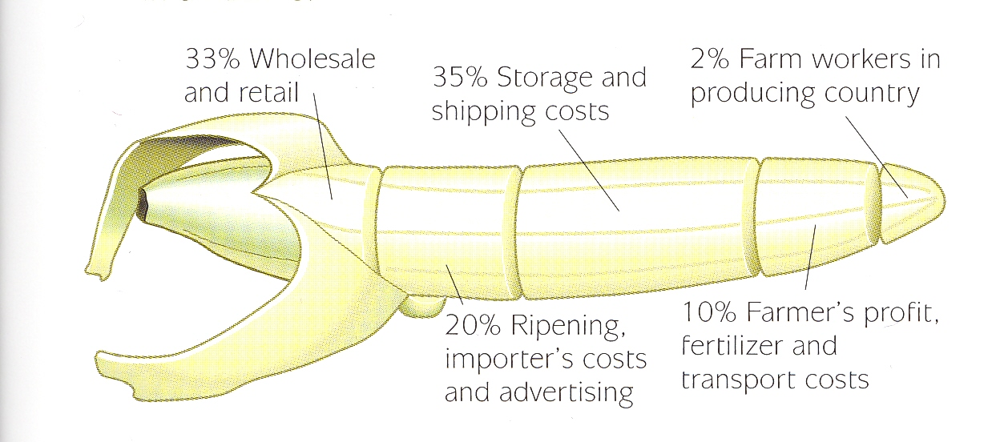 33% Wholesale
and retail
35% Storage and
shipping costs
2% Farm workers in
producing country
20% Ripening,
importer's costs
and advertising
10% Farmer's profit,
fertilizer and
transport costs